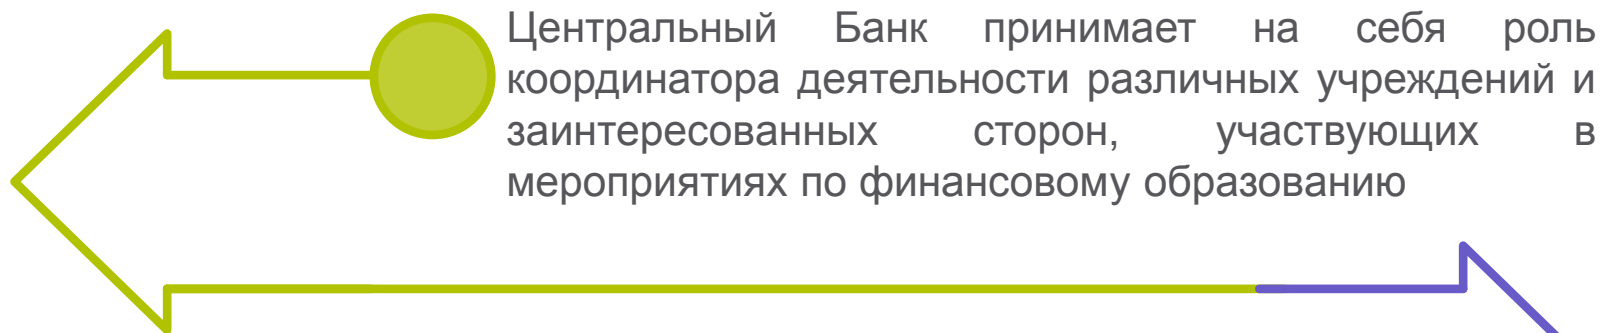 Центральный Банк принимает на себя роль
координатора деятельности различных учреждений и
заинтересованных сторон, участвующих в
мероприятиях по финансовому образованию